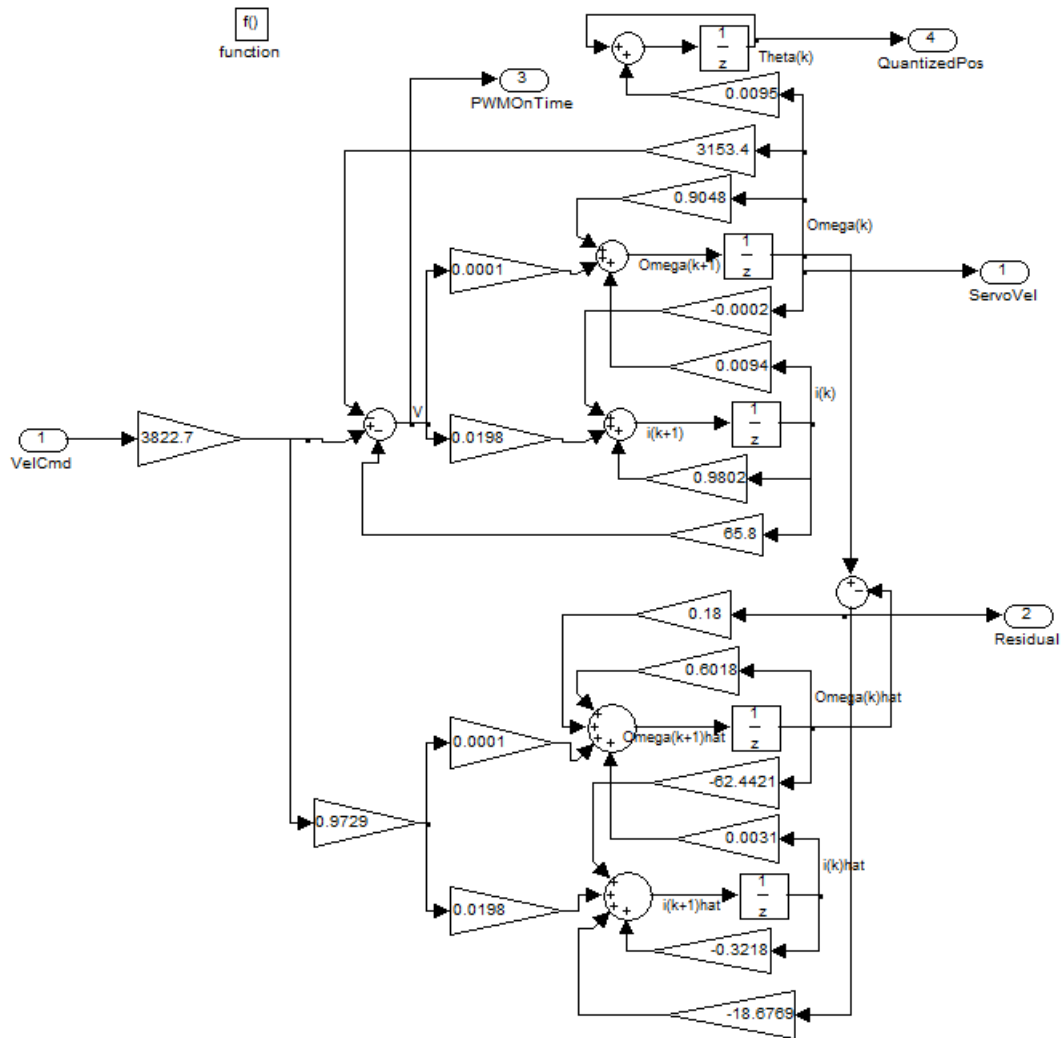 f()
function
1
z
Theta(k)
4
QuantizedPos
3
PWMOnTime
0.0095
3153.4
0.9048
Omega(k)
0.0001
Omega(k+1)
1
z
1
ServoVel
-0.0002
0.0094
i(k)
1
VelCmd
3822.7
V
0.0198
i(k+1)
1
z
0.9802
65.8
0.18
2
Residual
0.6018
Omega(k)hat
0.0001
Omega(k+1)hat
1
z
-62.4421
0.9729
0.0031
i(k)hat
0.0198
i(k+1)hat
1
z
-0.3218
-18.6769